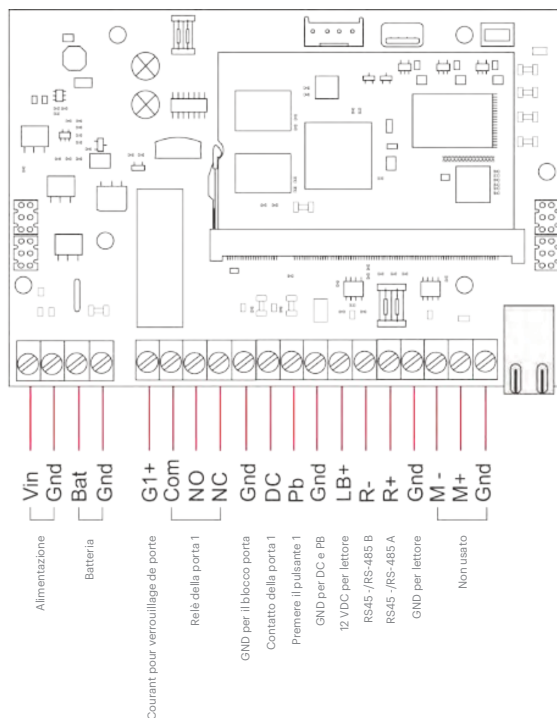 Vin
Gnd
Bat
Gnd
G1+
Com
NO
NC
Gnd
DC
Pb
Gnd
LB+
R-
R+
Gnd
M -
M+
Gnd
Alimentazione
Batteria
Courant pour verrouillage de porte
Relè della porta 1
GND per il blocco porta
Contatto della porta 1
Premere il pulsante 1
GND per DC e PB
12 VDC per lettore
RS45 -/RS-485 B
RS45 -/RS-485 A
GND per lettore
Non usato